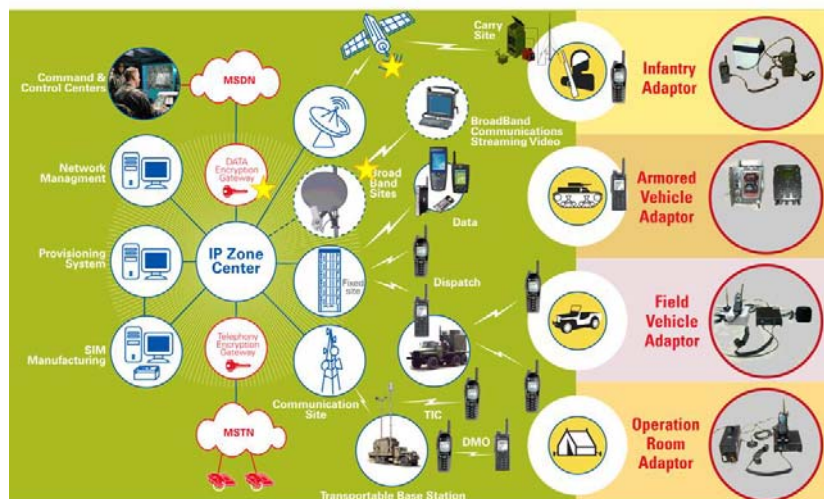 Command &
Control Centers
MSDN
Carry
Site
Infantry
Adaptor
BroadBand
Communications
Streaming Video
Network
Managment
DATA
Encryption
Gateway
Broad
Band
Sites
Data
Armored
Vehicle
Adaptor
Provisioning
System
IP Zone
Center
Fixed
site
Dispatch
Field
Vehicle
Adaptor
SIM
Manufacturing
Telephony
Encryption
Gateway
Communication
Site
TIC
DMO
MSTN
Transportable Base Station
Operation
Room
Adaptor